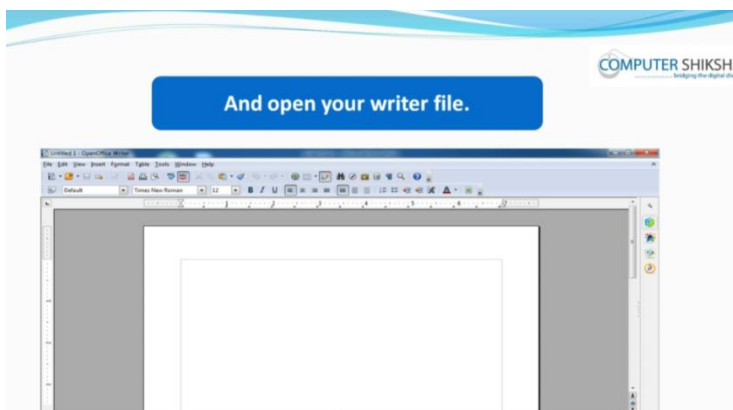 COMPUTER SHIKSH
bridging the digital di
And open your writer file.
Untitled 1 - OpenOffice Writer
File Edit View Insert Format Table Tools Window Help
Default Times New Roman 12 B I U